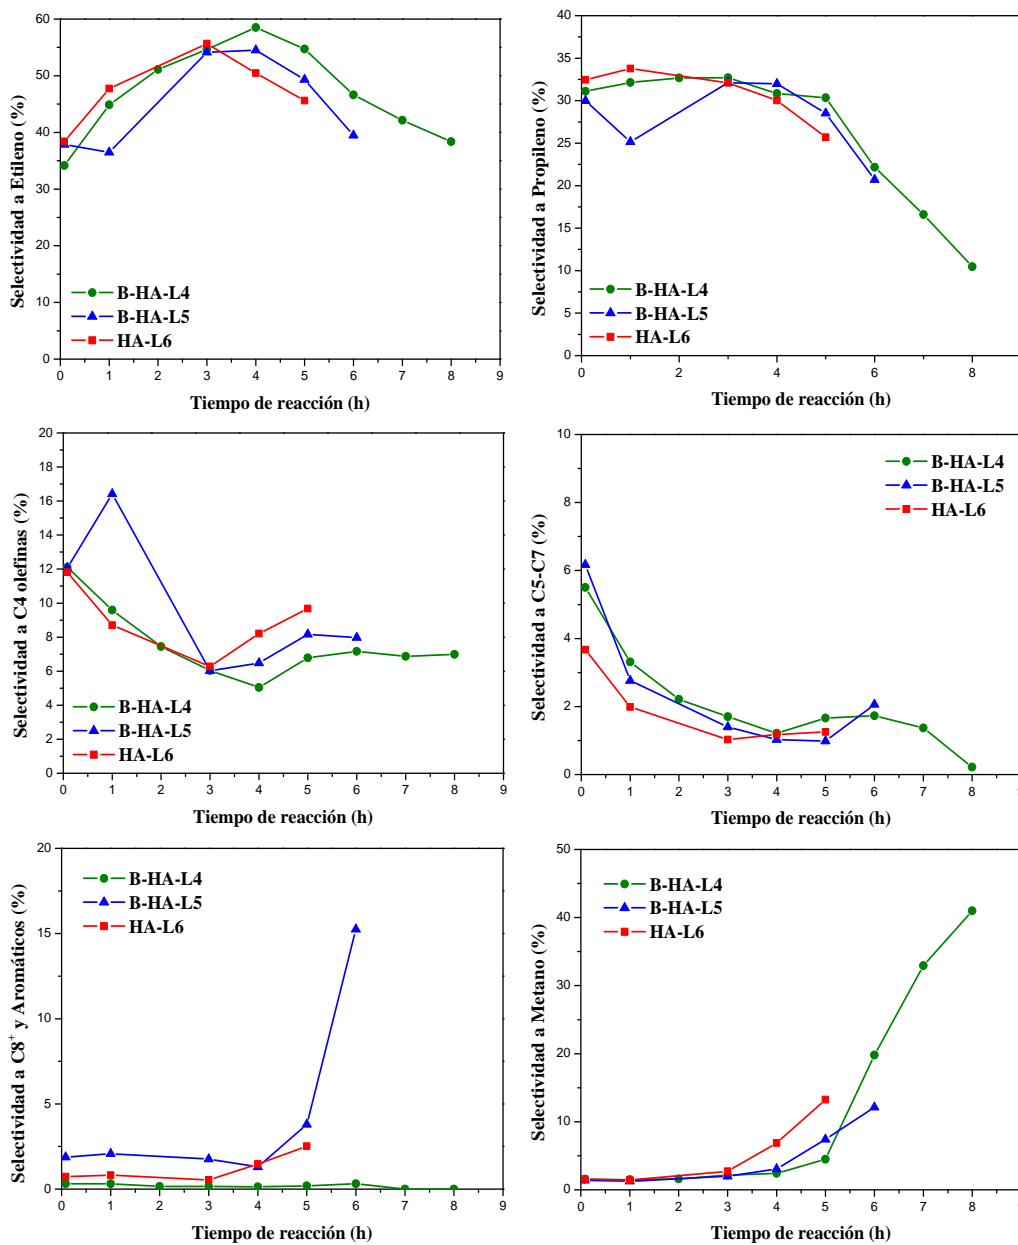 Selectividad a Etileno (%)
60
50
40
30
20
10
0
B-HA-L4
B-HA-L5
HA-L6
0 1 2 3 4 5 6 7 8 9
Tiempo de reacción (h)
Selectividad a Propileno (%)
40
35
30
25
20
15
10
5
0
B-HA-L4
B-HA-L5
HA-L6
0 2 4 6 8
Tiempo de reacción (h)
Selectividad a C4 olefinas (%)
20
18
16
14
12
10
8
6
4
2
0
B-HA-L4
B-HA-L5
HA-L6
0 1 2 3 4 5 6 7 8 9
Tiempo de reacción (h)
Selectividad a C5-C7 (%)
10
8
6
4
2
0
B-HA-L4
B-HA-L5
HA-L6
0 1 2 3 4 5 6 7 8 9
Tiempo de reacción (h)
Selectividad a C8⁺ y Aromáticos (%)
20
15
10
5
0
B-HA-L4
B-HA-L5
HA-L6
0 1 2 3 4 5 6 7 8 9
Tiempo de reacción (h)
Selectividad a Metano (%)
50
40
30
20
10
0
B-HA-L4
B-HA-L5
HA-L6
0 1 2 3 4 5 6 7 8 9
Tiempo de reacción (h)